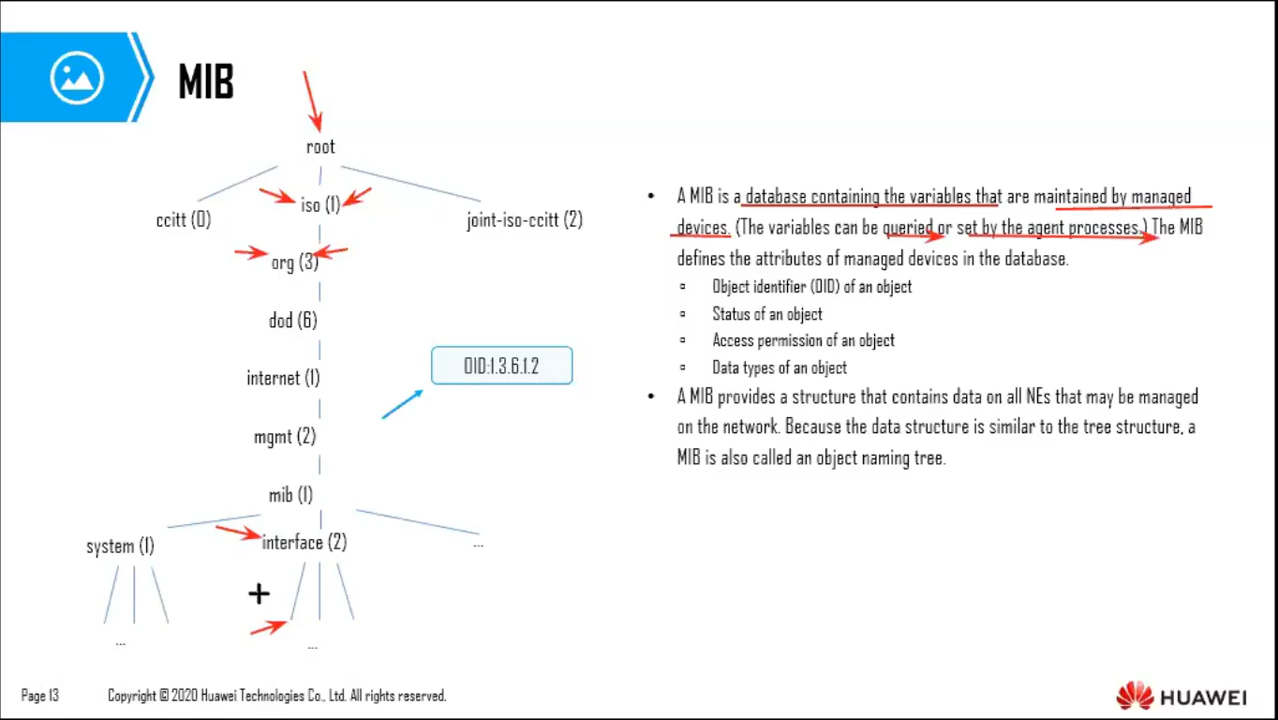 MIB
root
ccitt (0)
iso (1)
joint-iso-ccitt (2)
org (3)
dod (6)
internet (1)
OID:1.3.6.1.2
mgmt (2)
mib (1)
system (1)
interface (2)
...
...
...
• A MIB is a database containing the variables that are maintained by managed
devices. (The variables can be queried or set by the agent processes.) The MIB
defines the attributes of managed devices in the database.
▫ Object identifier (OID) of an object
▫ Status of an object
▫ Access permission of an object
▫ Data types of an object
• A MIB provides a structure that contains data on all NEs that may be managed
on the network. Because the data structure is similar to the tree structure, a
MIB is also called an object naming tree.
Page 13
Copyright © 2020 Huawei Technologies Co., Ltd. All rights reserved.
HUAWEI